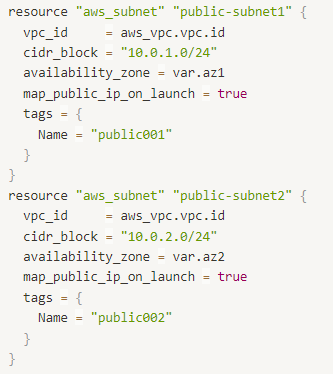 resource "aws_subnet" "public-subnet1" {
  vpc_id     = aws_vpc.vpc.id
  cidr_block = "10.0.1.0/24"
  availability_zone = var.az1
  map_public_ip_on_launch = true
  tags = {
    Name = "public001"
  }
}
resource "aws_subnet" "public-subnet2" {
  vpc_id     = aws_vpc.vpc.id
  cidr_block = "10.0.2.0/24"
  availability_zone = var.az2
  map_public_ip_on_launch = true
  tags = {
    Name = "public002"
  }
}